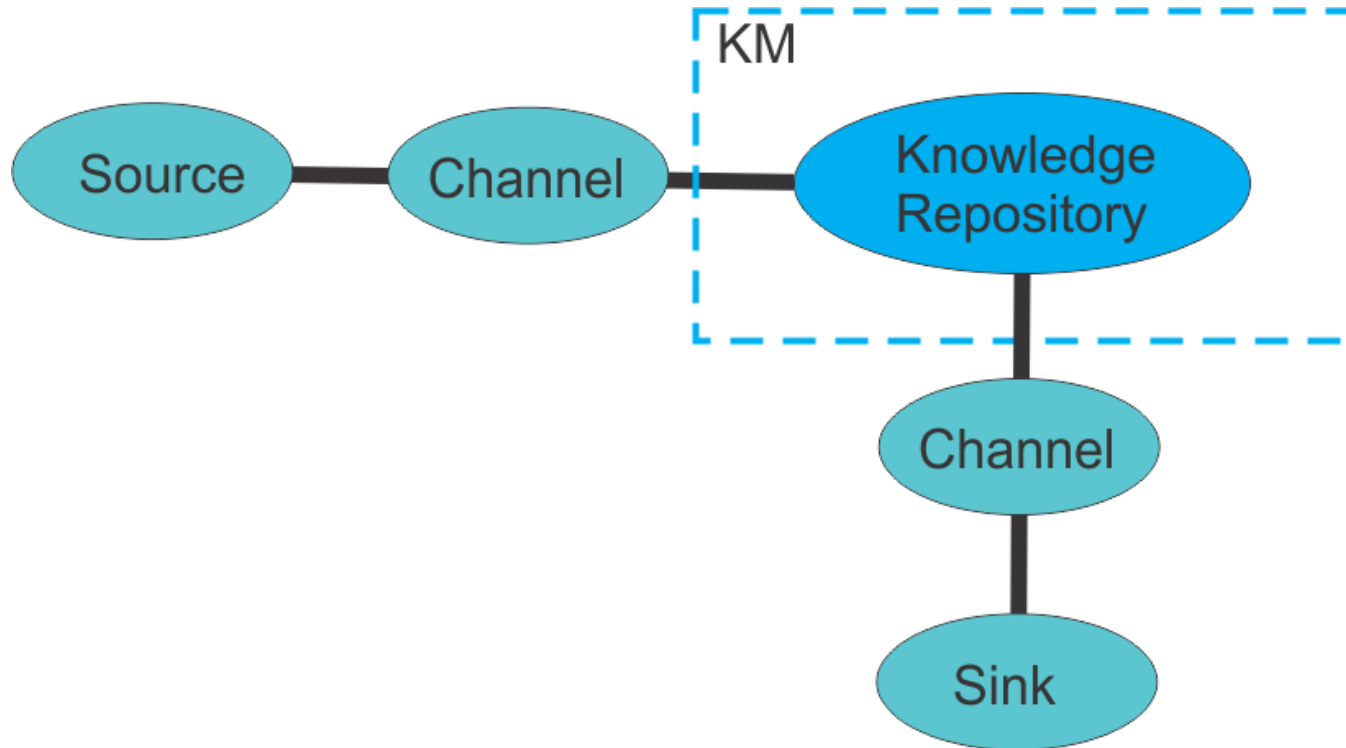 KM
Source
Channel
Knowledge
Repository
Channel
Sink